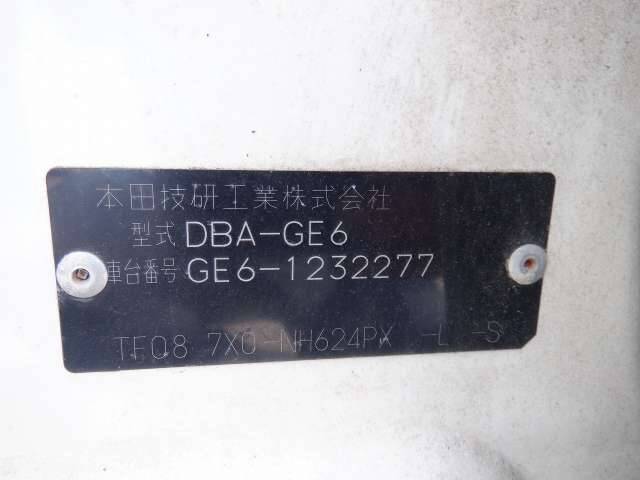 本田技研工業株式会社
型式 DBA-GE6
車台番号 GE6-1232277
TF08 7X0-NH624PX -L -S